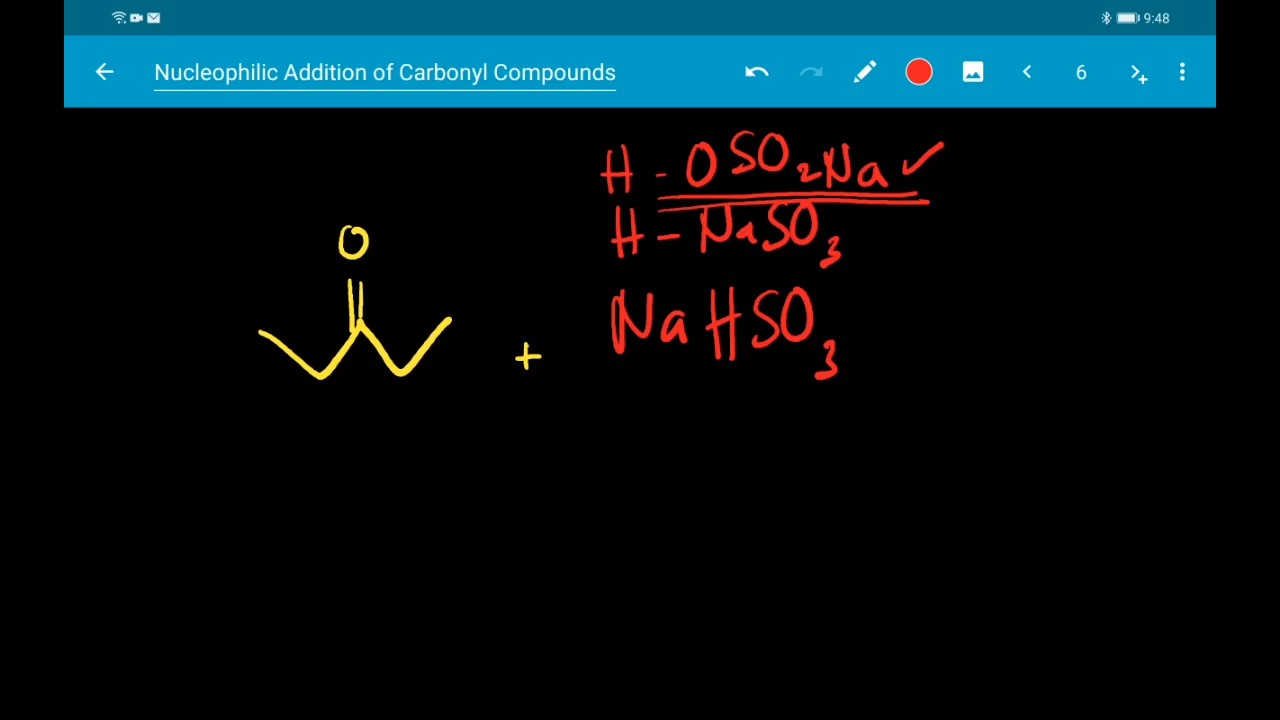 9:48
Nucleophilic Addition of Carbonyl Compounds
6
H - OSO₂Na ✓
H - NaSO₃
O
+ NaHSO₃